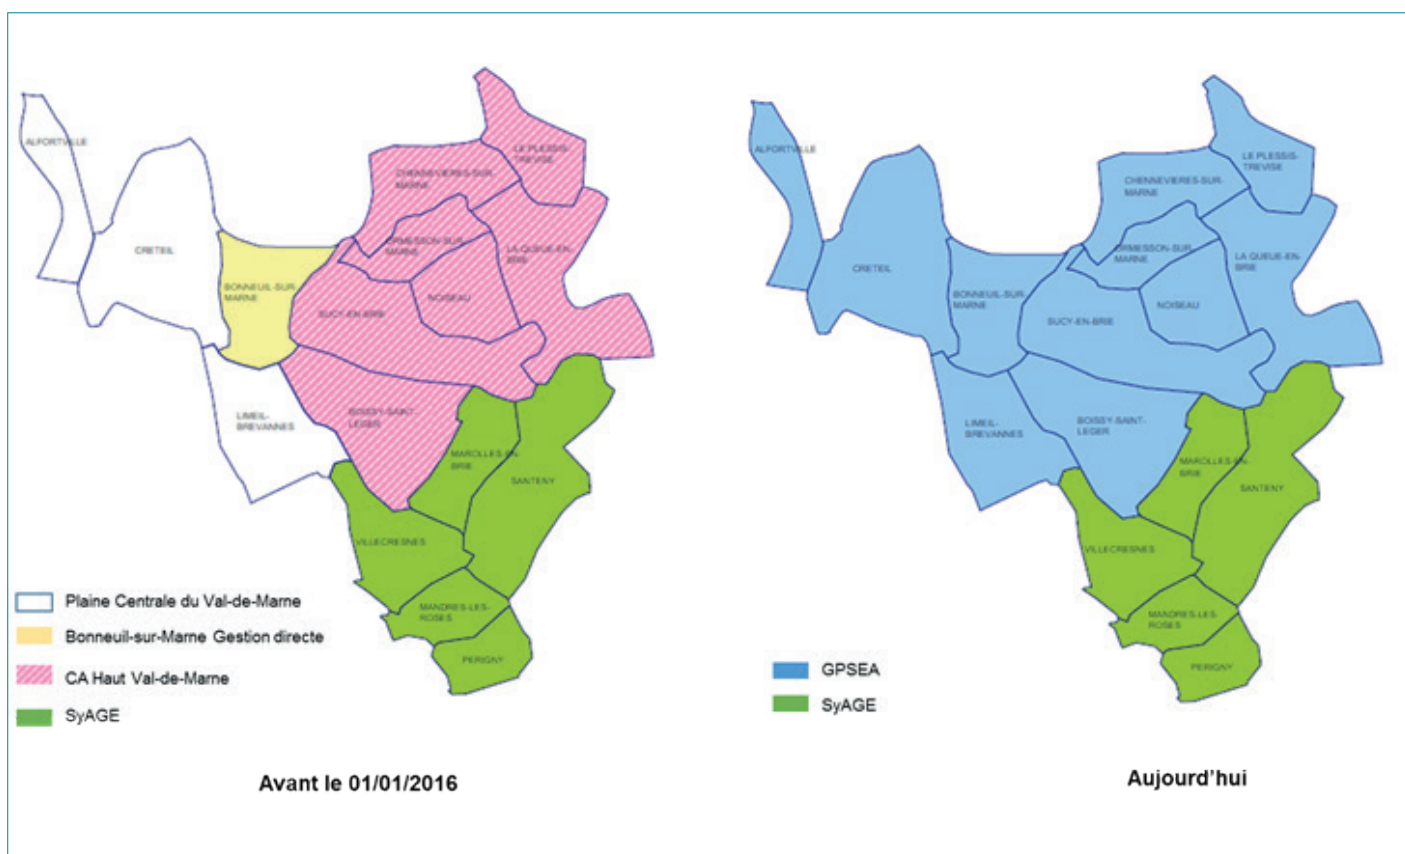 ALFORTVILLE
CRETEIL
BONNEUIL-SUR-
MARNE
LIMEIL-
BREVANNES
CHENNEVIERES-SUR-
MARNE
LE PLESSIS-
TREVISE
ORMESSON-SUR-
MARNE
LA QUEUE-EN-
BRIE
NOISEAU
SUCY-EN-BRIE
BOISSY-SAINT-
LEGER
MAROLLES-EN-
BRIE
SANTENY
VILLECRESNES
MANDRES-LES-
ROSES
PERIGNY
Plaine Centrale du Val-de-Marne
Bonneuil-sur-Marne Gestion directe
CA Haut Val-de-Marne
SyAGE
Avant le 01/01/2016
ALFORTVILLE
CRETEIL
BONNEUIL-SUR-
MARNE
LIMEIL-
BREVANNES
CHENNEVIERES-SUR-
MARNE
LE PLESSIS-
TREVISE
ORMESSON-SUR-
MARNE
LA QUEUE-EN-
BRIE
NOISEAU
SUCY-EN-BRIE
BOISSY-SAINT-
LEGER
MAROLLES-EN-
BRIE
SANTENY
VILLECRESNES
MANDRES-LES-
ROSES
PERIGNY
GPSEA
SyAGE
Aujourd'hui